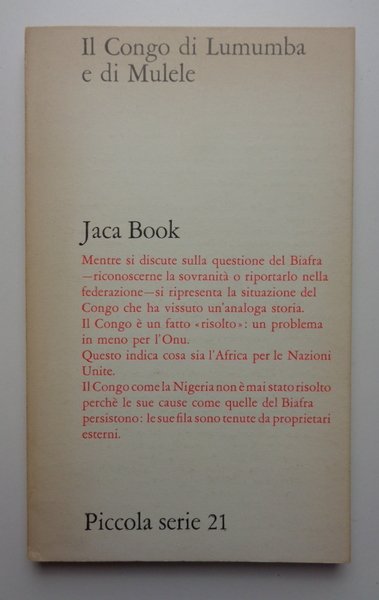 Il Congo di Lumumba
e di Mulele
Jaca Book
Mentre si discute sulla questione del Biafra
—riconoscerne la sovranità o riportarlo nella
federazione—si ripresenta la situazione del
Congo che ha vissuto un'analoga storia.
Il Congo è un fatto «risolto»: un problema
in meno per l'Onu.
Questo indica cosa sia l'Africa per le Nazioni
Unite.
Il Congo come la Nigeria non è mai stato risolto
perchè le sue cause come quelle del Biafra
persistono: le sue fila sono tenute da proprietari
esterni.
Piccola serie 21